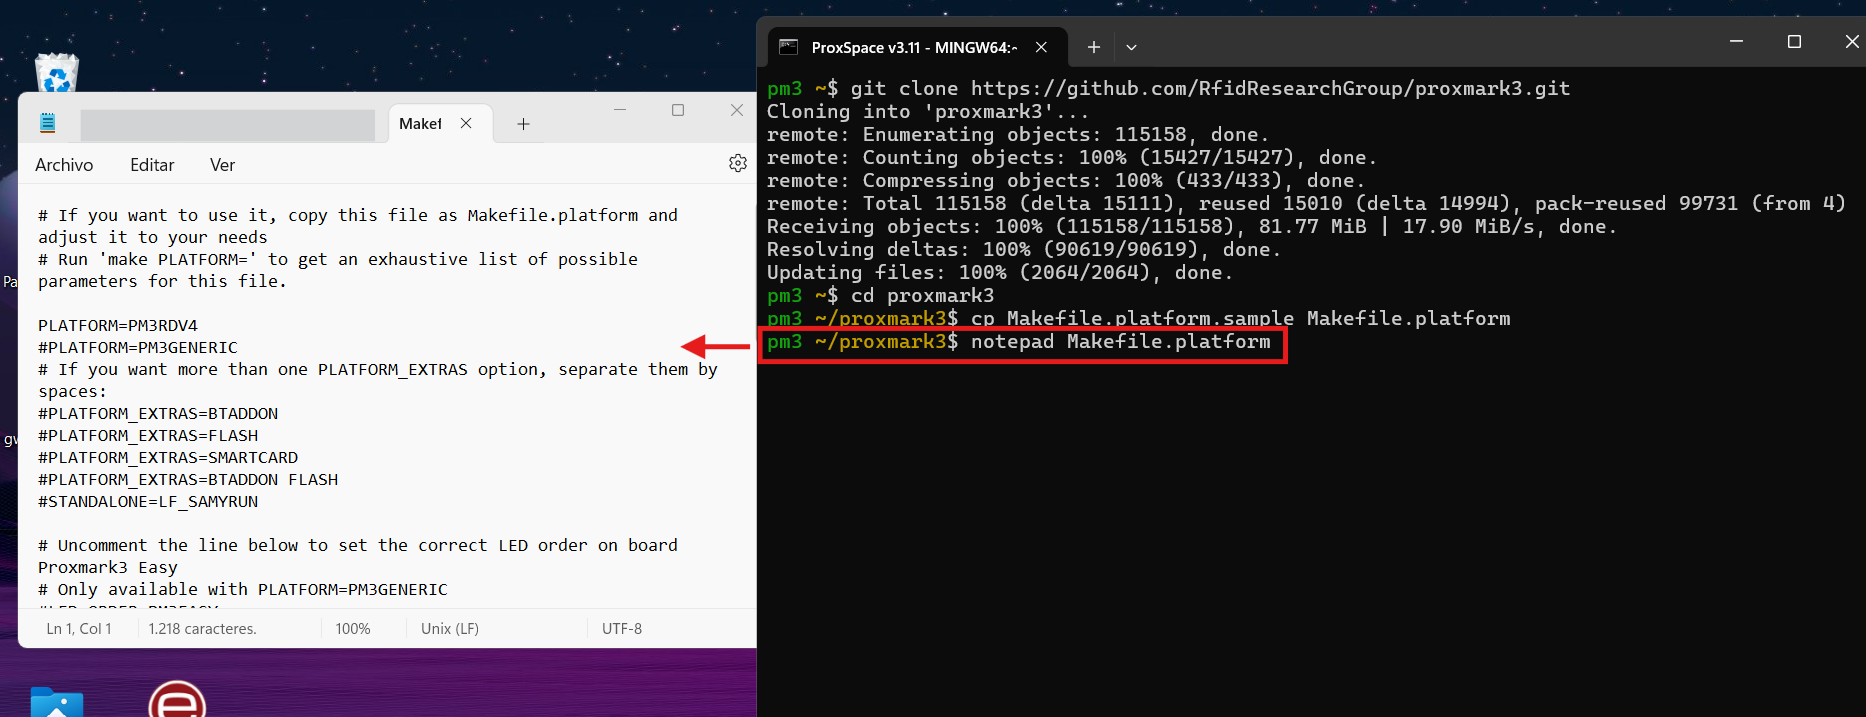 Makef
Archivo Editar Ver
# If you want to use it, copy this file as Makefile.platform and
adjust it to your needs
# Run 'make PLATFORM=' to get an exhaustive list of possible
parameters for this file.
PLATFORM=PM3RDV4
#PLATFORM=PM3GENERIC
# If you want more than one PLATFORM_EXTRAS option, separate them by
spaces:
#PLATFORM_EXTRAS=BTADDON
#PLATFORM_EXTRAS=FLASH
#PLATFORM_EXTRAS=SMARTCARD
#PLATFORM_EXTRAS=BTADDON FLASH
#STANDALONE=LF_SAMYRUN
# Uncomment the line below to set the correct LED order on board
Proxmark3 Easy
# Only available with PLATFORM=PM3GENERIC
Ln 1, Col 1 1.218 caracteres. 100% Unix (LF) UTF-8
Pa
gv
ProxSpace v3.11 - MINGW64:~
pm3 ~$ git clone https://github.com/RfidResearchGroup/proxmark3.git
Cloning into 'proxmark3'...
remote: Enumerating objects: 115158, done.
remote: Counting objects: 100% (15427/15427), done.
remote: Compressing objects: 100% (433/433), done.
remote: Total 115158 (delta 15111), reused 15010 (delta 14994), pack-reused 99731 (from 4)
Receiving objects: 100% (115158/115158), 81.77 MiB | 17.90 MiB/s, done.
Resolving deltas: 100% (90619/90619), done.
Updating files: 100% (2064/2064), done.
pm3 ~$ cd proxmark3
pm3 ~/proxmark3$ cp Makefile.platform.sample Makefile.platform
pm3 ~/proxmark3$ notepad Makefile.platform